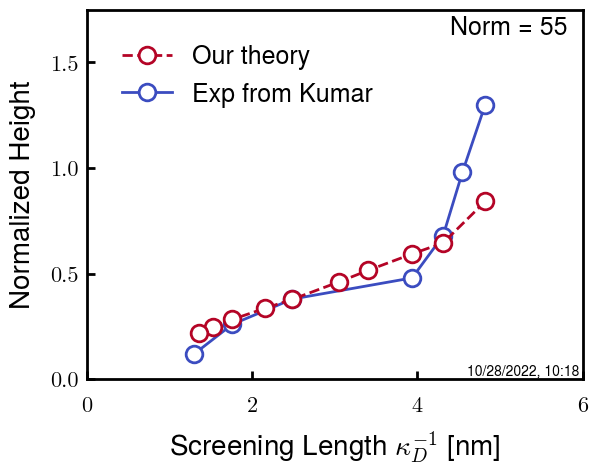 Norm = 55
Our theory
Exp from Kumar
Normalized Height
1.5
1.0
0.5
0.0
10/28/2022, 10:18
0 2 4 6
Screening Length κ_D^{-1} [nm]